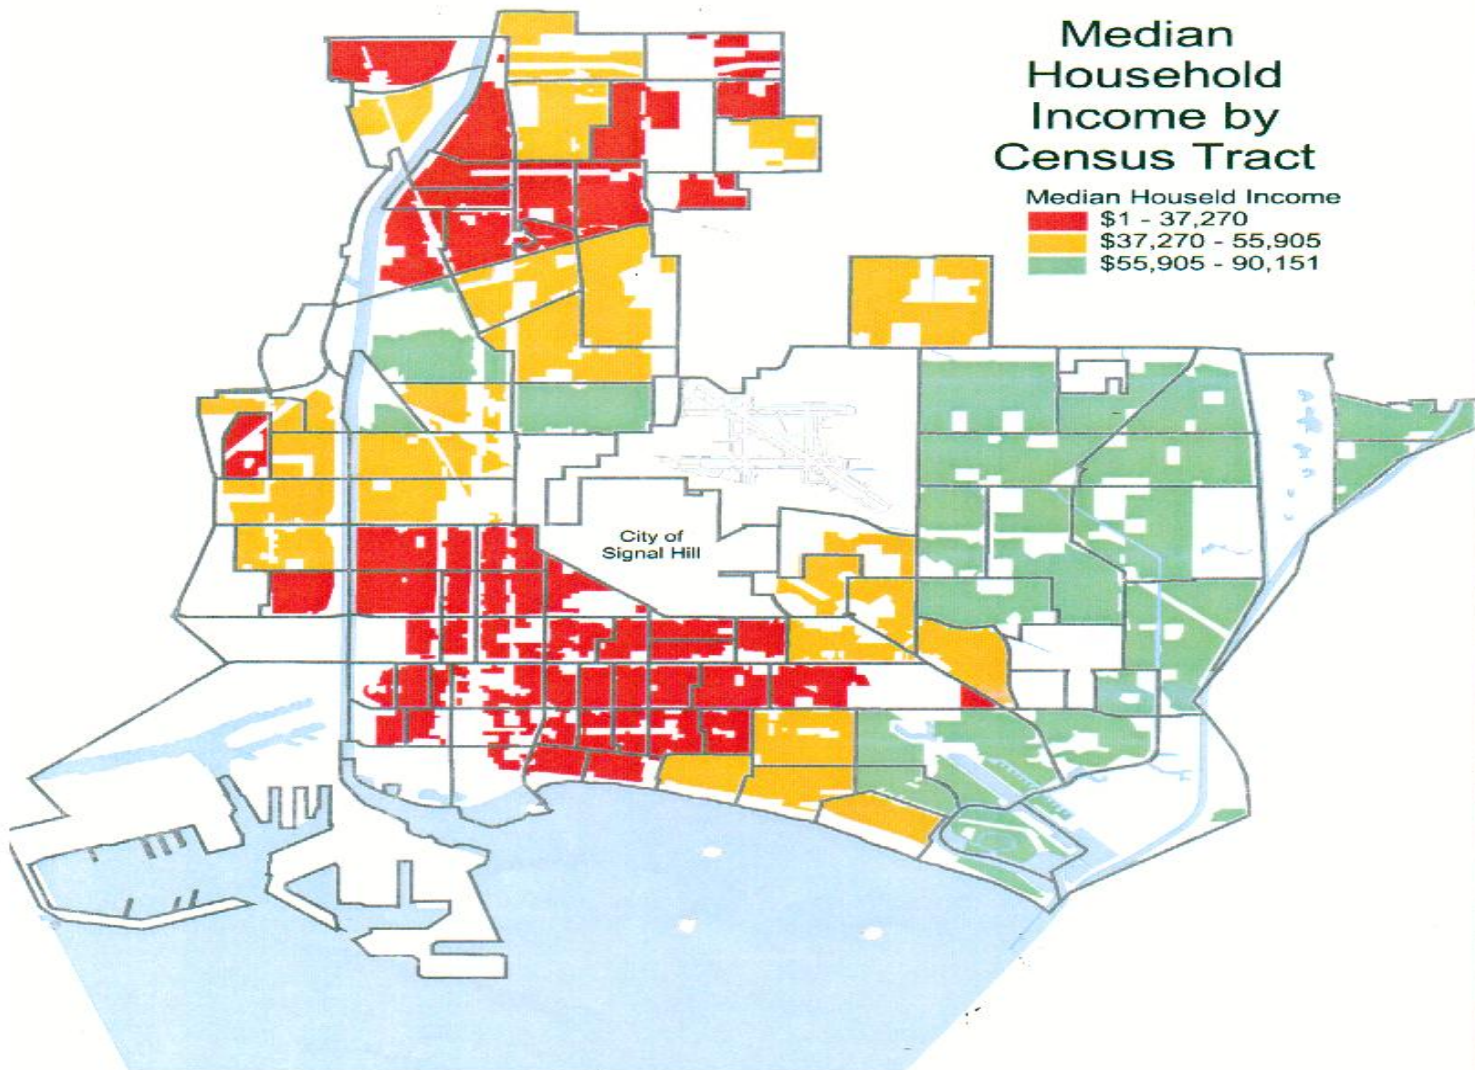 Median
Household
Income by
Census Tract
Median Houseld Income
$1 - 37,270
$37,270 - 55,905
$55,905 - 90,151
City of
Signal Hill